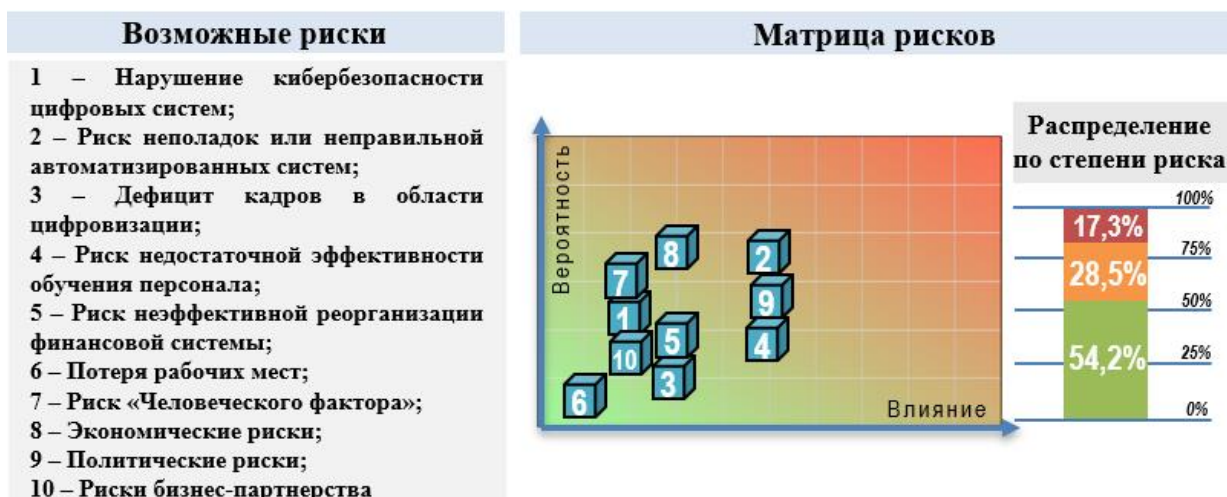 Возможные риски
1 – Нарушение кибербезопасности
цифровых систем;
2 – Риск неполадок или неправильной
автоматизированных систем;
3 – Дефицит кадров в области
цифровизации;
4 – Риск недостаточной эффективности
обучения персонала;
5 – Риск неэффективной реорганизации
финансовой системы;
6 – Потеря рабочих мест;
7 – Риск «Человеческого фактора»;
8 – Экономические риски;
9 – Политические риски;
10 – Риски бизнес-партнерства
Матрица рисков
Вероятность
8
2
7
9
1
5
4
10
3
6
Влияние
Распределение
по степени риска
100%
17,3%
75%
28,5%
50%
54,2%
25%
0%